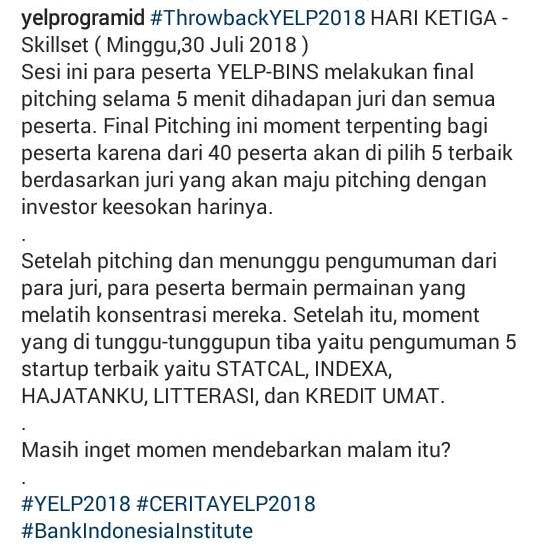 yelprogramid #ThrowbackYELP2018 HARI KETIGA -
Skillset ( Minggu,30 Juli 2018 )
Sesi ini para peserta YELP-BINS melakukan final
pitching selama 5 menit dihadapan juri dan semua
peserta. Final Pitching ini moment terpenting bagi
peserta karena dari 40 peserta akan di pilih 5 terbaik
berdasarkan juri yang akan maju pitching dengan
investor keesokan harinya.
.
Setelah pitching dan menunggu pengumuman dari
para juri, para peserta bermain permainan yang
melatih konsentrasi mereka. Setelah itu, moment
yang di tunggu-tunggupun tiba yaitu pengumuman 5
startup terbaik yaitu STATCAL, INDEXA,
HAJATANKU, LITTERASI, dan KREDIT UMAT.
.
Masih inget momen mendebarkan malam itu?
.
#YELP2018 #CERITAYELP2018
#BankIndonesiaInstitute